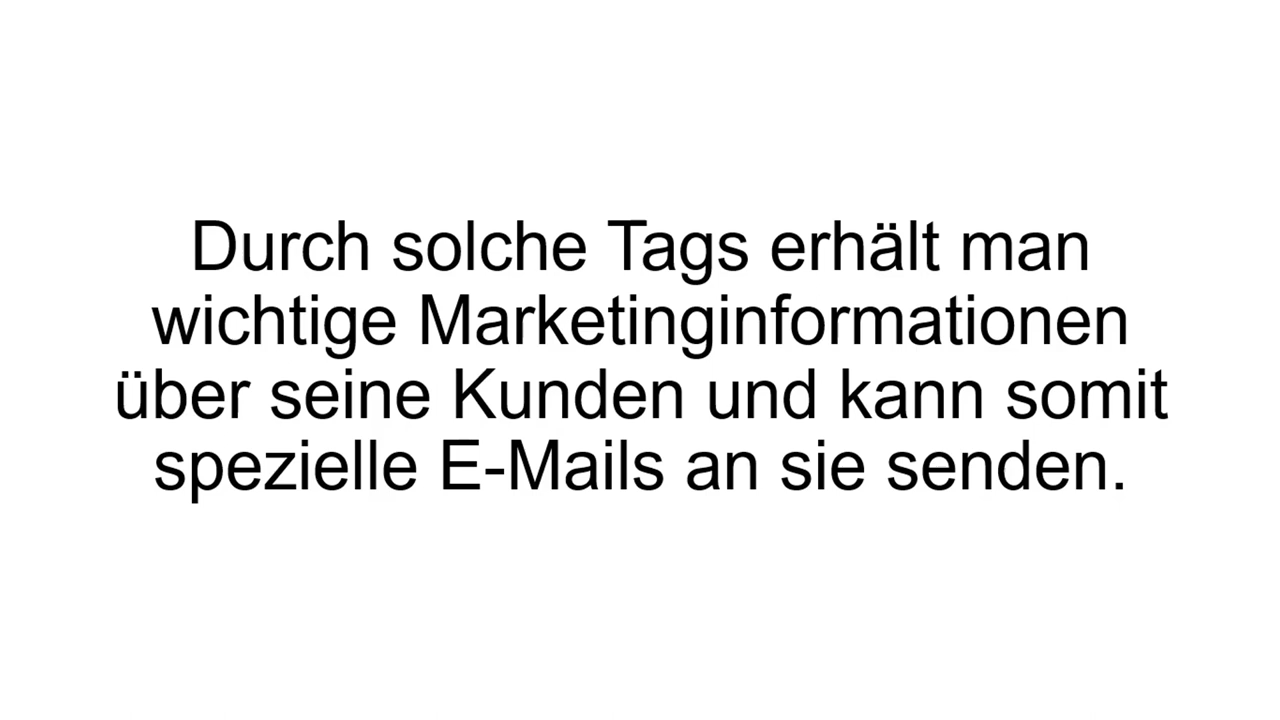 Durch solche Tags erhält man
wichtige Marketinginformationen
über seine Kunden und kann somit
spezielle E-Mails an sie senden.